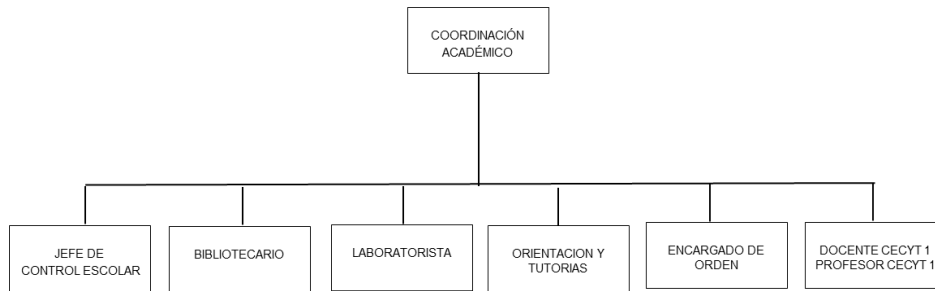 COORDINACIÓN
ACADÉMICO
JEFE DE
CONTROL ESCOLAR
BIBLIOTECARIO
LABORATORISTA
ORIENTACION Y
TUTORIAS
ENCARGADO DE
ORDEN
DOCENTE CECYT 1
PROFESOR CECYT 1